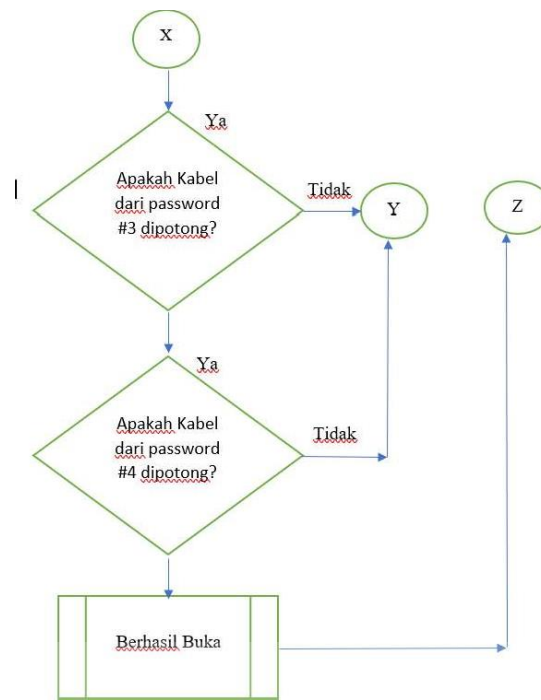 X
Ya
Apakah Kabel
dari password
#3 dipotong?
Tidak
Y
Z
Ya
Apakah Kabel
dari password
#4 dipotong?
Tidak
Berhasil Buka